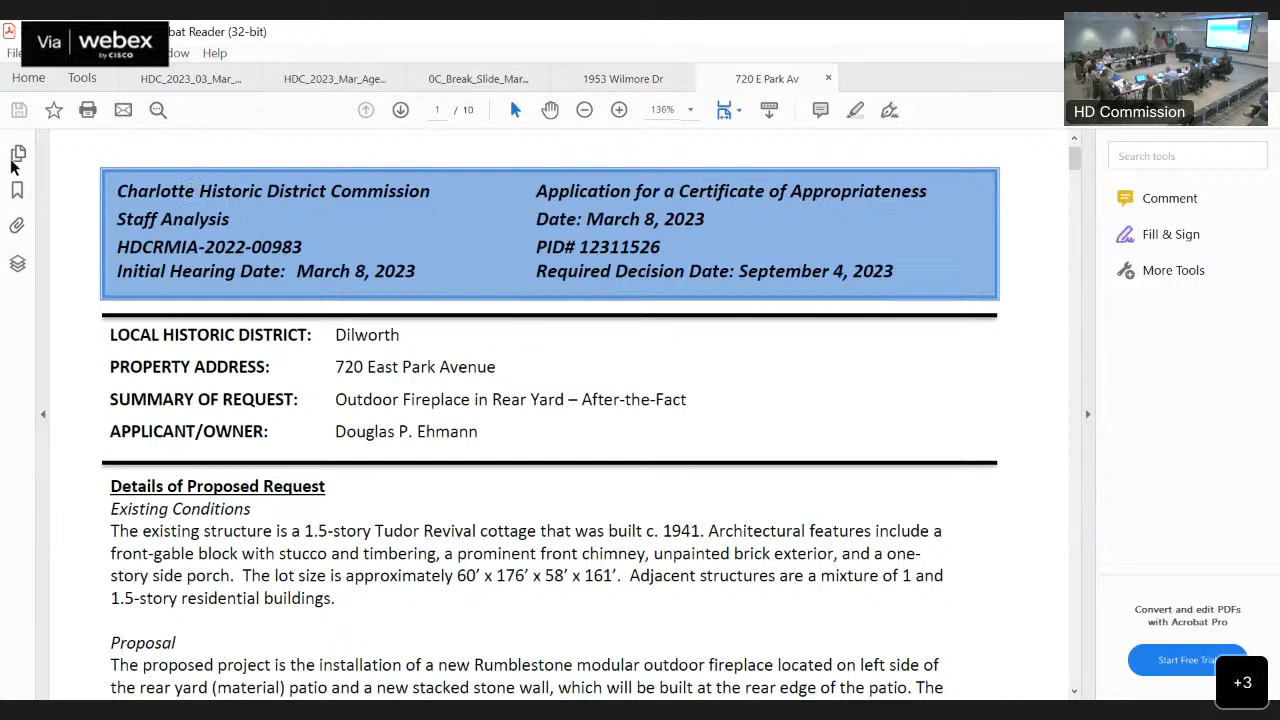 Via webex
by CISCO
bat Reader (32-bit)
dow Help
Home Tools HDC_2023_03_Mar_... HDC_2023_Mar_Age... 0C_Break_Slide_Mar... 1953 Wilmore Dr 720 E Park Av ×
1 / 10 136%
HD Commission
Search tools
Comment
Fill & Sign
More Tools
Charlotte Historic District Commission Application for a Certificate of Appropriateness
Staff Analysis Date: March 8, 2023
HDCRMIA-2022-00983 PID# 12311526
Initial Hearing Date: March 8, 2023 Required Decision Date: September 4, 2023
LOCAL HISTORIC DISTRICT: Dilworth
PROPERTY ADDRESS: 720 East Park Avenue
SUMMARY OF REQUEST: Outdoor Fireplace in Rear Yard – After-the-Fact
APPLICANT/OWNER: Douglas P. Ehmann
Details of Proposed Request
Existing Conditions
The existing structure is a 1.5-story Tudor Revival cottage that was built c. 1941. Architectural features include a
front-gable block with stucco and timbering, a prominent front chimney, unpainted brick exterior, and a one-
story side porch. The lot size is approximately 60’ x 176’ x 58’ x 161’. Adjacent structures are a mixture of 1 and
1.5-story residential buildings.
Proposal
The proposed project is the installation of a new Rumblestone modular outdoor fireplace located on left side of
the rear yard (material) patio and a new stacked stone wall, which will be built at the rear edge of the patio. The
Convert and edit PDFs
with Acrobat Pro
Start Free Trial
+3